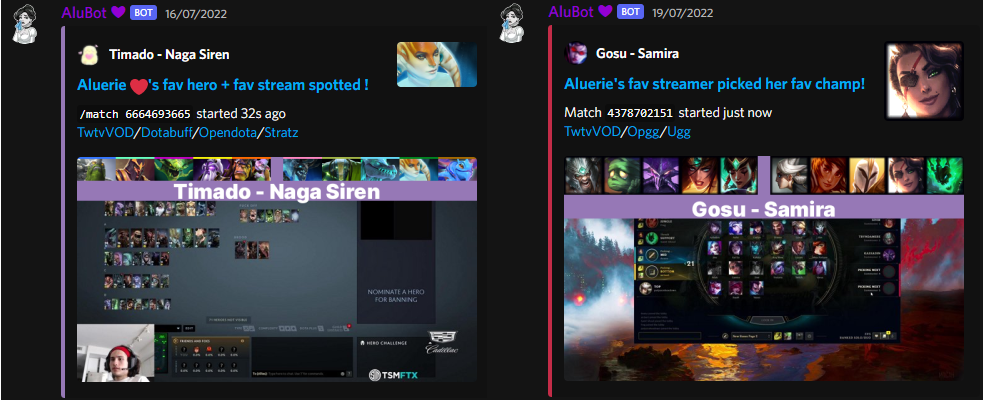 AluBot BOT 16/07/2022
Timado - Naga Siren
Aluerie ❤️'s fav hero + fav stream spotted !
/match 6664693665 started 32s ago
TwtvVOD/Dotabuff/Opendota/Stratz
Timado - Naga Siren
NOMINATE A HERO
FOR BANNING
HERO CHALLENGE
Cadillac
TSMFTX
AluBot BOT 19/07/2022
Gosu - Samira
Aluerie's fav streamer picked her fav champ!
Match 4378702151 started just now
TwtvVOD/Opgg/Ugg
Gosu - Samira
21
TOP